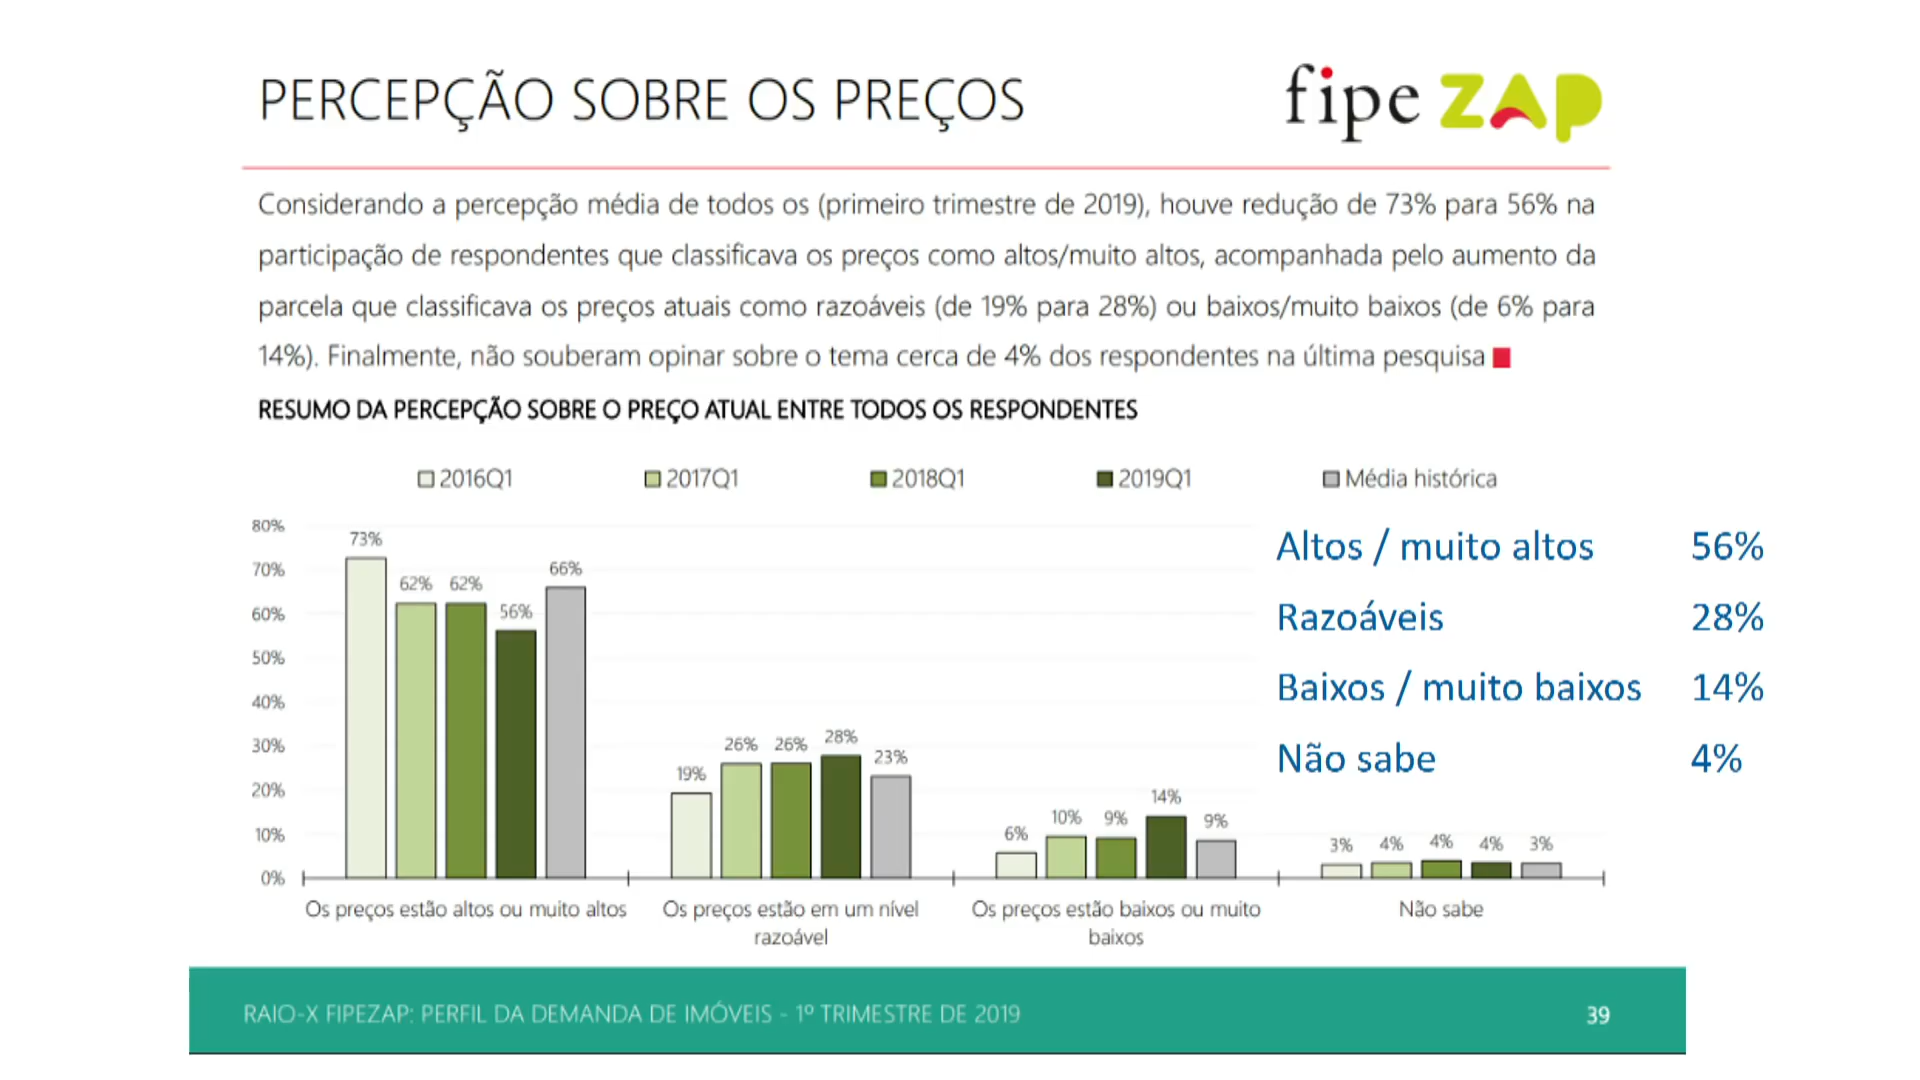 PERCEPÇÃO SOBRE OS PREÇOS
fipe ZAP
Considerando a percepção média de todos os (primeiro trimestre de 2019), houve redução de 73% para 56% na
participação de respondentes que classificava os preços como altos/muito altos, acompanhada pelo aumento da
parcela que classificava os preços atuais como razoáveis (de 19% para 28%) ou baixos/muito baixos (de 6% para
14%). Finalmente, não souberam opinar sobre o tema cerca de 4% dos respondentes na última pesquisa
RESUMO DA PERCEPÇÃO SOBRE O PREÇO ATUAL ENTRE TODOS OS RESPONDENTES
2016Q1 2017Q1 2018Q1 2019Q1 Média histórica
80%
70%
60%
50%
40%
30%
20%
10%
0%
73% 62% 62% 56% 66%
19% 26% 26% 28% 23%
6% 10% 9% 14% 9%
3% 4% 4% 4% 3%
Os preços estão altos ou muito altos
Os preços estão em um nível
razoável
Os preços estão baixos ou muito
baixos
Não sabe
Altos / muito altos 56%
Razoáveis 28%
Baixos / muito baixos 14%
Não sabe 4%
RAIO-X FIPEZAP: PERFIL DA DEMANDA DE IMÓVEIS - 1º TRIMESTRE DE 2019
39